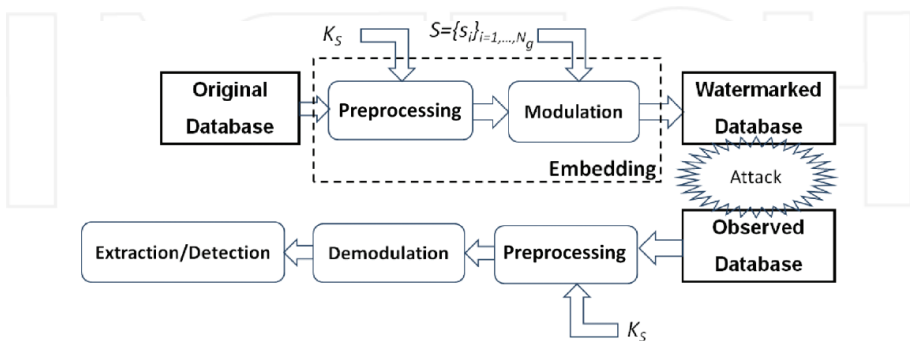 K_S
S={s_i}_{i=1,...,N_g}
Original
Database
Preprocessing
Modulation
Watermarked
Database
Embedding
Attack
Extraction/Detection
Demodulation
Preprocessing
Observed
Database
K_S